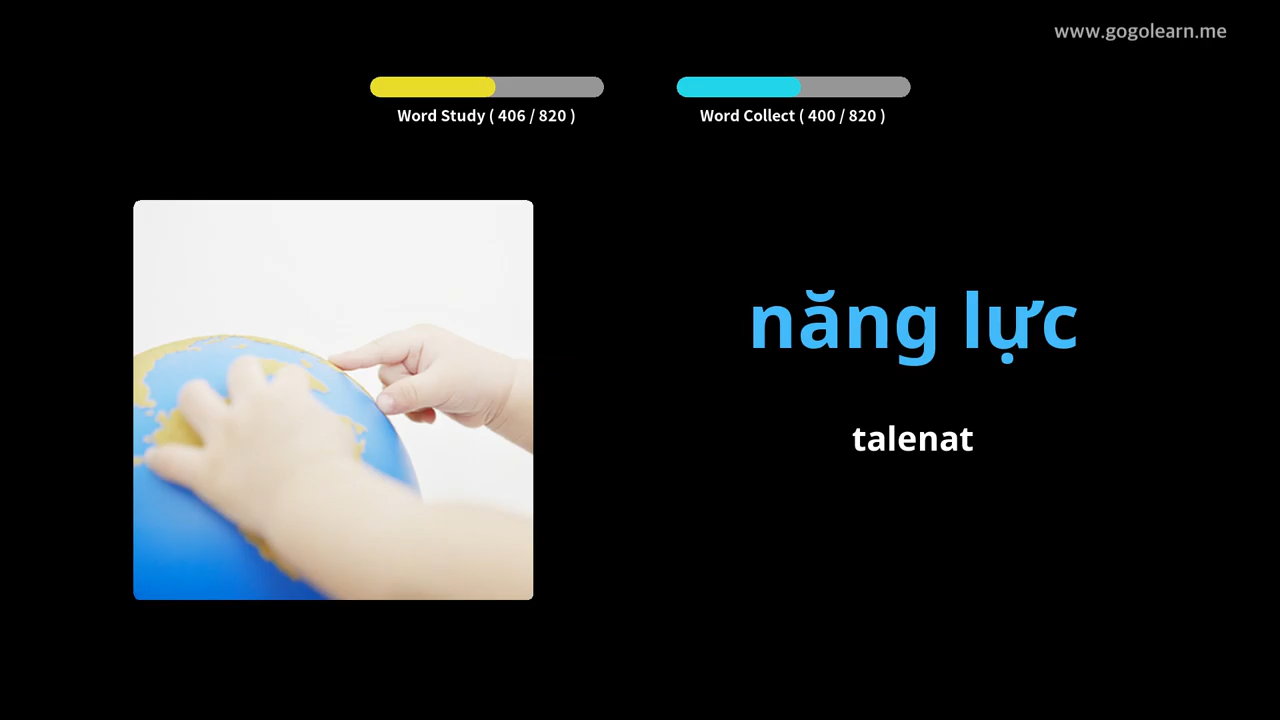 www.gogolearn.me
Word Study ( 406 / 820 )
Word Collect ( 400 / 820 )
năng lực
talenat